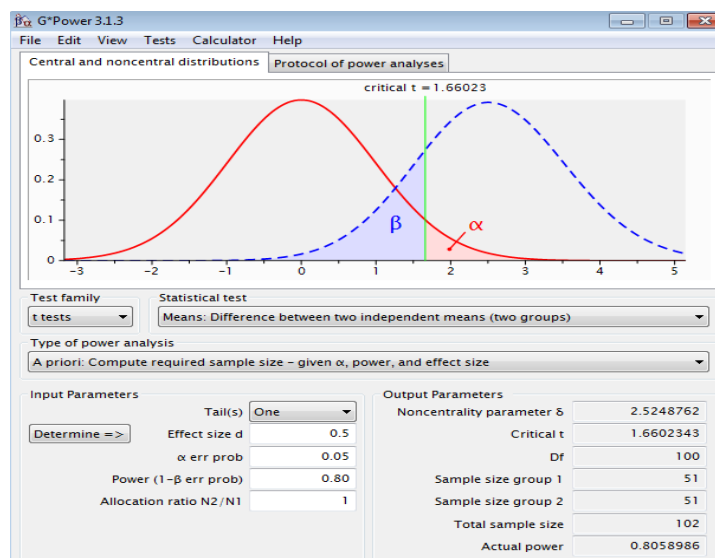 βα G*Power 3.1.3
File Edit View Tests Calculator Help
Central and noncentral distributions Protocol of power analyses
critical t = 1.66023
0.3
0.2
0.1
0
β α
-3 -2 -1 0 1 2 3 4 5
Test family Statistical test
t tests Means: Difference between two independent means (two groups)
Type of power analysis
A priori: Compute required sample size – given α, power, and effect size
Input Parameters Output Parameters
Tail(s) One Noncentrality parameter δ 2.5248762
Determine => Effect size d 0.5 Critical t 1.6602343
α err prob 0.05 Df 100
Power (1-β err prob) 0.80 Sample size group 1 51
Allocation ratio N2/N1 1 Sample size group 2 51
Total sample size 102
Actual power 0.8058986